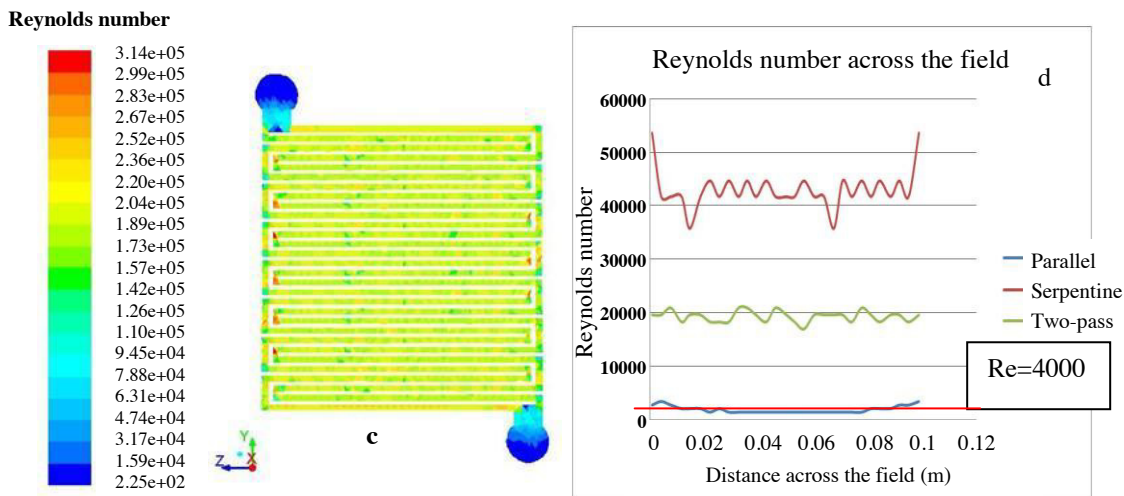 Reynolds number
3.14e+05
2.99e+05
2.83e+05
2.67e+05
2.52e+05
2.36e+05
2.20e+05
2.04e+05
1.89e+05
1.73e+05
1.57e+05
1.42e+05
1.26e+05
1.10e+05
9.45e+04
7.88e+04
6.31e+04
4.74e+04
3.17e+04
1.59e+04
2.25e+02
Y
Z
X
c
Reynolds number across the field
d
Reynolds number
60000
50000
40000
30000
20000
10000
0
0 0.02 0.04 0.06 0.08 0.1 0.12
Distance across the field (m)
Parallel
Serpentine
Two-pass
Re=4000